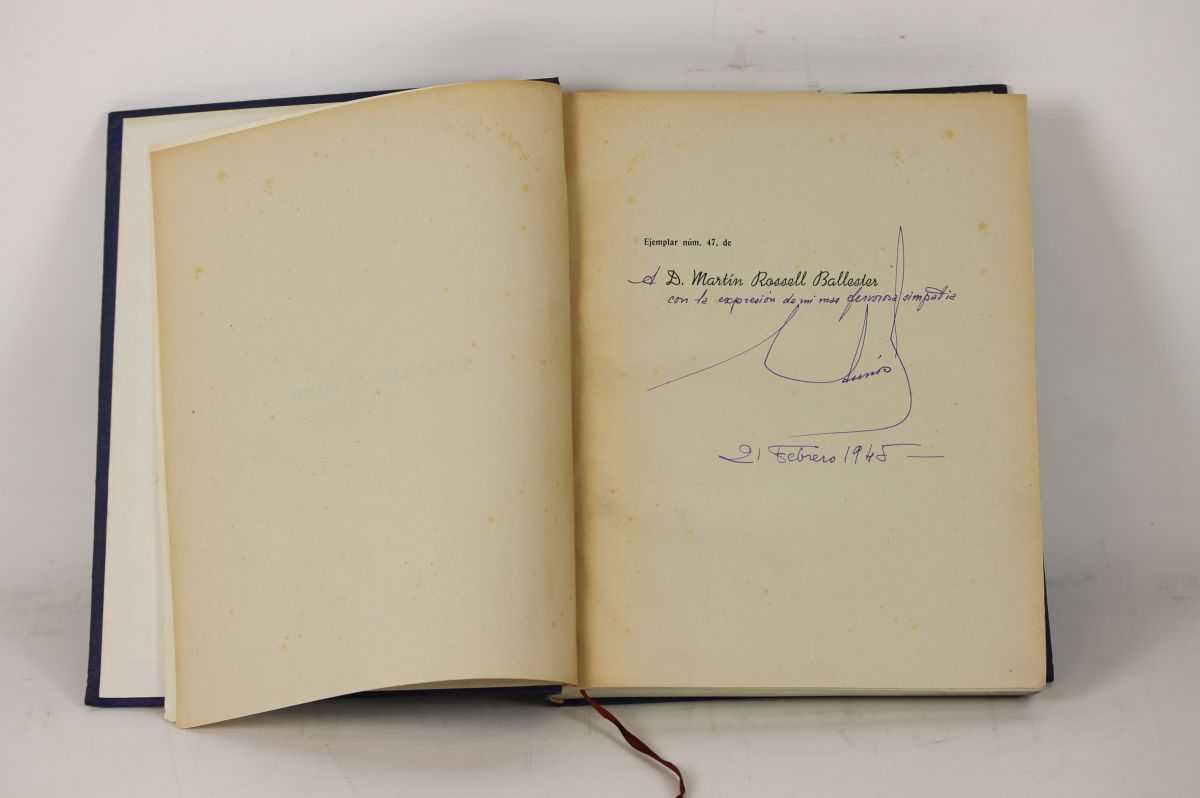 Ejemplar núm. 47, de
A D. Martín Rossell Ballester
con la expresión de mi mas fervorosa simpatia
21 Febrero 1945